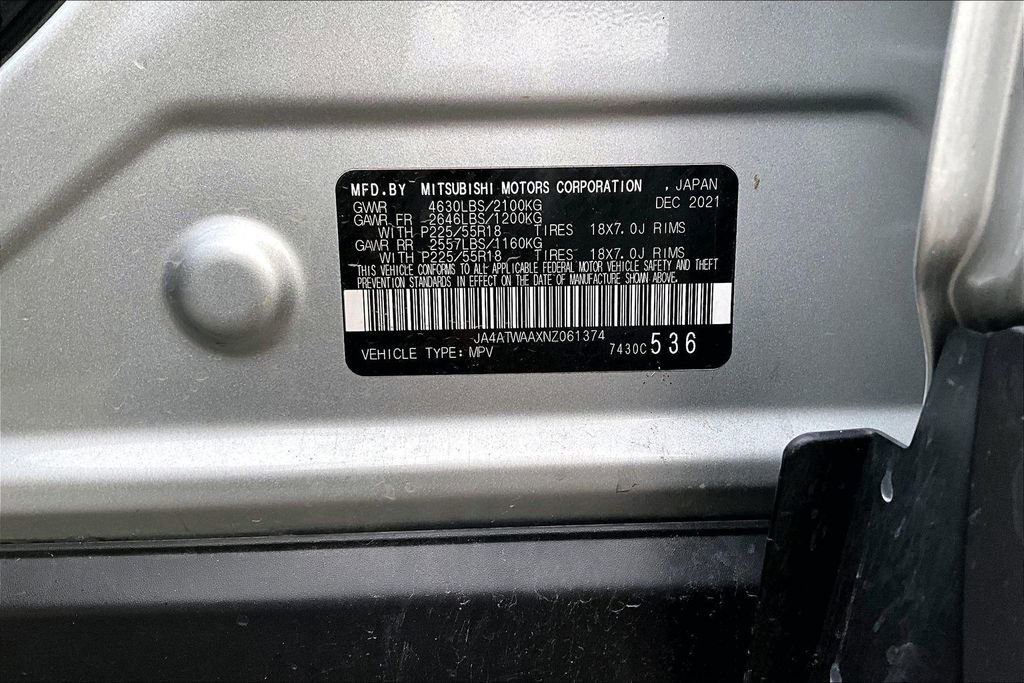 MFD.BY MITSUBISHI MOTORS CORPORATION , JAPAN
GVWR 4630LBS/2100KG DEC 2021
GAWR FR 2646LBS/1200KG
WITH P225/55R18 TIRES 18X7.0J RIMS
GAWR RR 2557LBS/1160KG
WITH P225/55R18 TIRES 18X7.0J RIMS
THIS VEHICLE CONFORMS TO ALL APPLICABLE FEDERAL MOTOR VEHICLE SAFETY AND THEFT
PREVENTION STANDARDS IN EFFECT ON THE DATE OF MANUFACTURE SHOWN ABOVE.
JA4ATWAAXNZ061374
VEHICLE TYPE: MPV 7430C 536